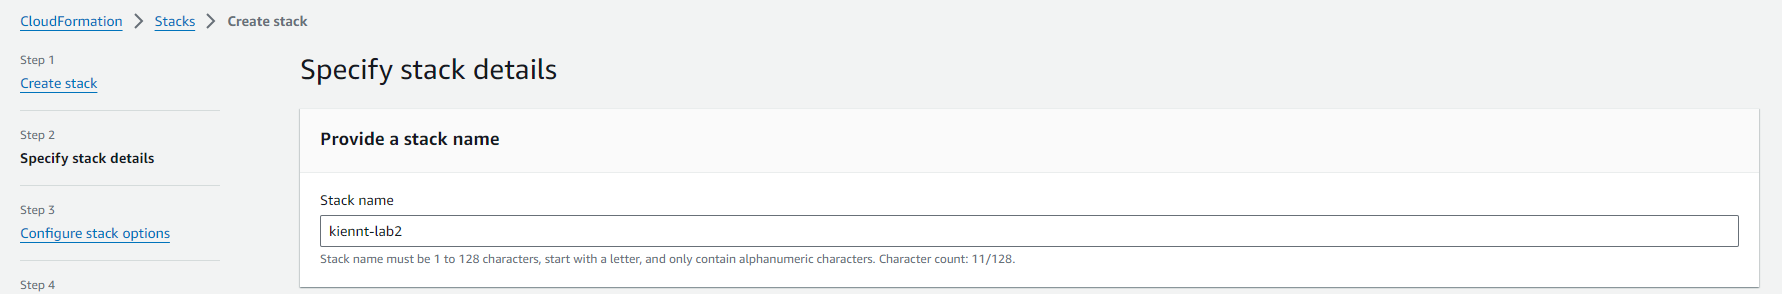 CloudFormation > Stacks > Create stack
Step 1
Create stack
Step 2
Specify stack details
Step 3
Configure stack options
Step 4
Specify stack details
Provide a stack name
Stack name
kiennt-lab2
Stack name must be 1 to 128 characters, start with a letter, and only contain alphanumeric characters. Character count: 11/128.